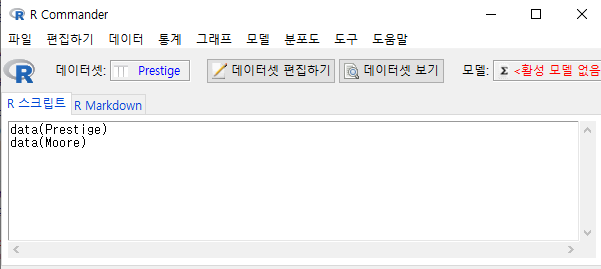 R R Commander
파일 편집하기 데이터 통계 그래프 모델 분포도 도구 도움말
R 데이터셋: Prestige 데이터셋 편집하기 데이터셋 보기 모델: Σ <활성 모델 없음
R 스크립트 R Markdown
data(Prestige)
data(Moore)